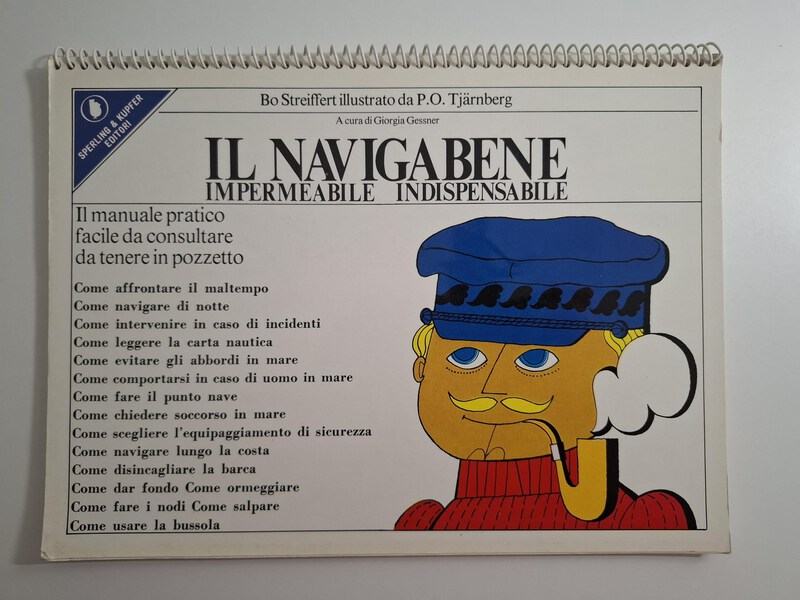 SPERLING & KUPFER
EDITORI
Bo Streiffert illustrato da P.O. Tjärnberg
A cura di Giorgia Gessner
IL NAVIGABENE
IMPERMEABILE INDISPENSABILE
Il manuale pratico
facile da consultare
da tenere in pozzetto
Come affrontare il maltempo
Come navigare di notte
Come intervenire in caso di incidenti
Come leggere la carta nautica
Come evitare gli abbordi in mare
Come comportarsi in caso di uomo in mare
Come fare il punto nave
Come chiedere soccorso in mare
Come scegliere l'equipaggiamento di sicurezza
Come navigare lungo la costa
Come disincagliare la barca
Come dar fondo Come ormeggiare
Come fare i nodi Come salpare
Come usare la bussola